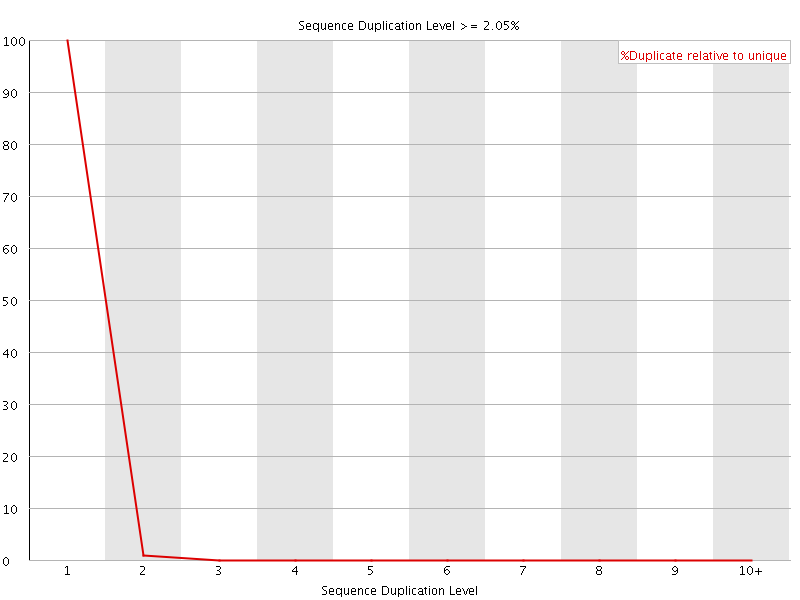 Sequence Duplication Level >= 2.05%
%Duplicate relative to unique
100
90
80
70
60
50
40
30
20
10
0
1 2 3 4 5 6 7 8 9 10+
Sequence Duplication Level